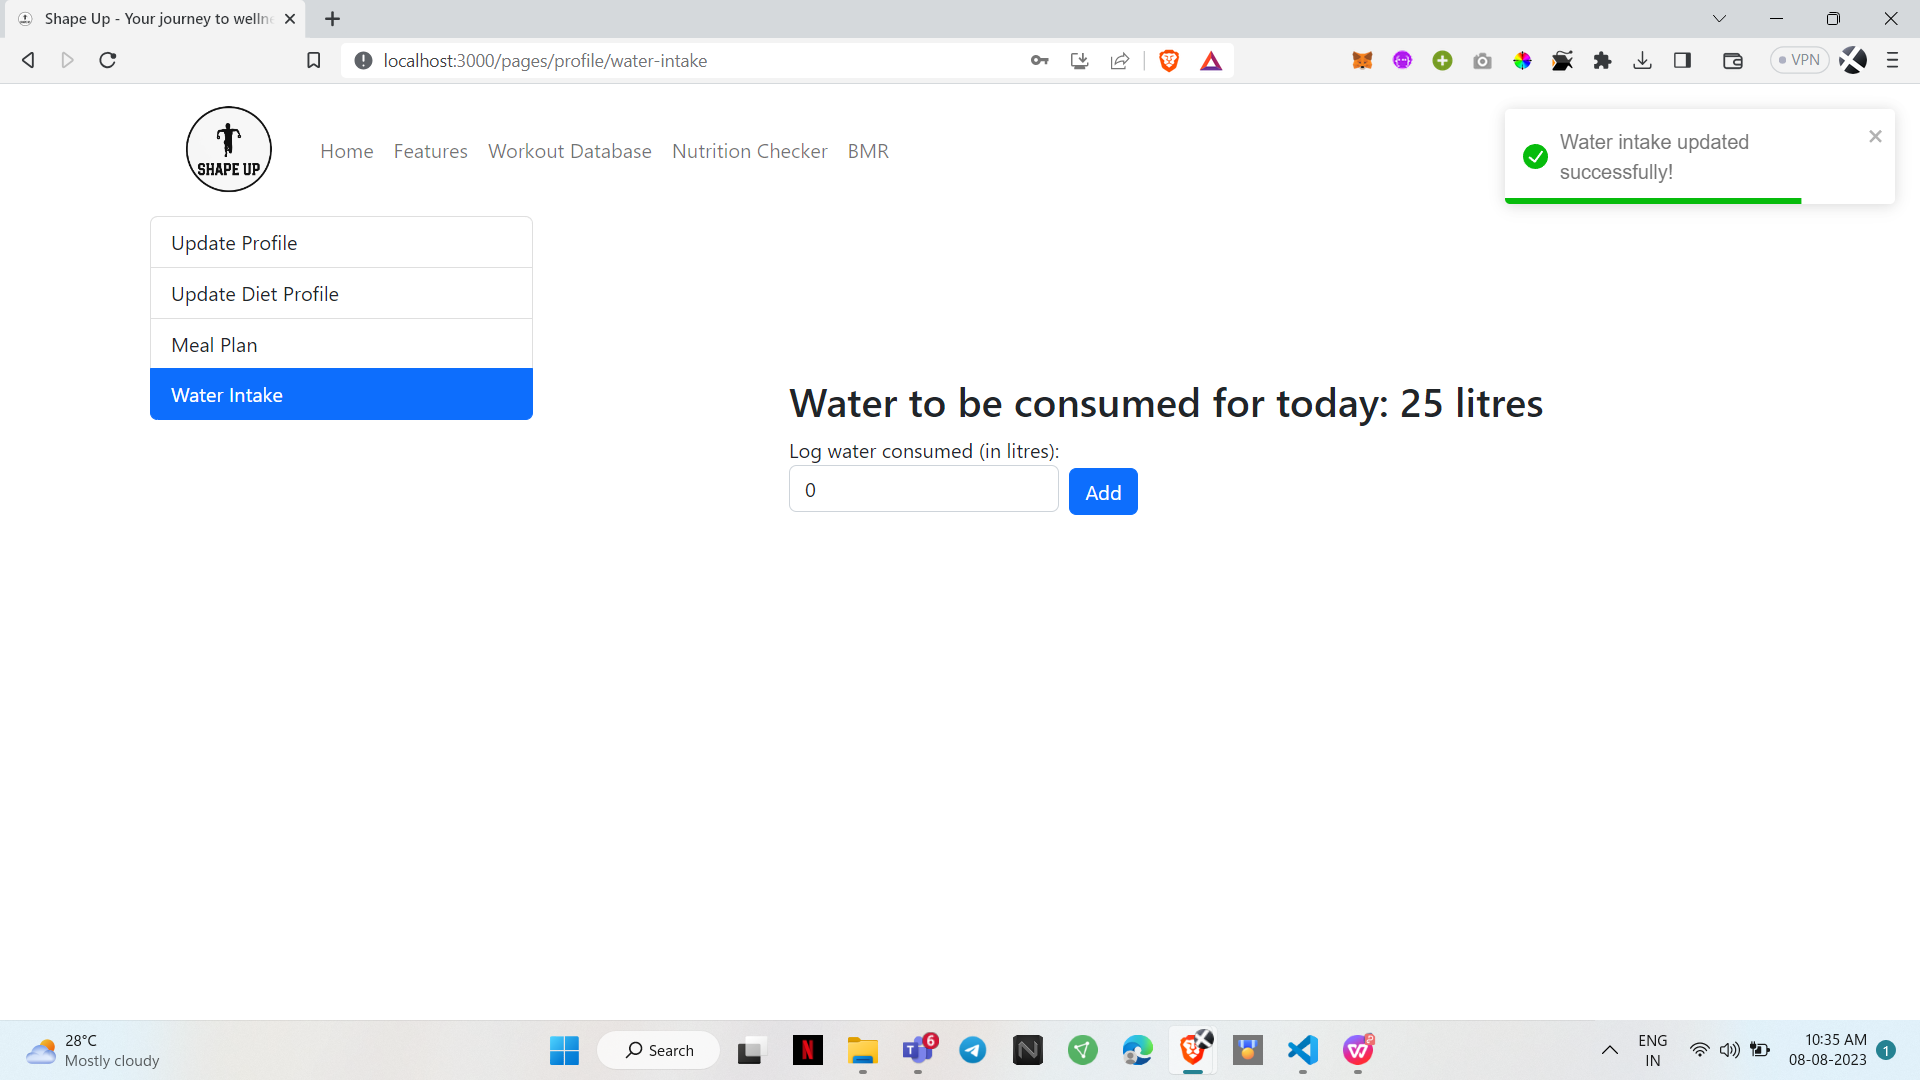 Shape Up - Your journey to welln
localhost:3000/pages/profile/water-intake
VPN
SHAPE UP
Home Features Workout Database Nutrition Checker BMR
Water intake updated
successfully!
Update Profile
Update Diet Profile
Meal Plan
Water Intake
Water to be consumed for today: 25 litres
Log water consumed (in litres):
0
Add
28°C
Mostly cloudy
Search
6
ENG
IN
10:35 AM
08-08-2023
1